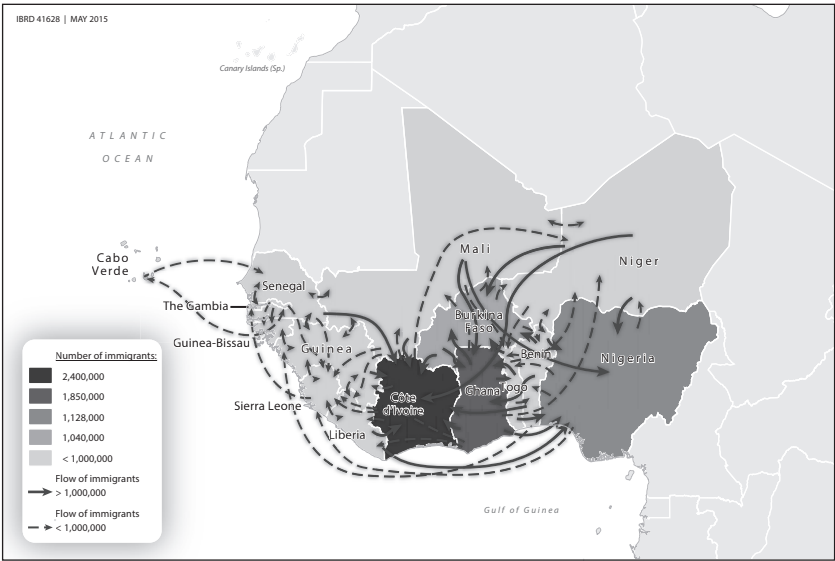 IBRD 41628 | MAY 2015
Canary Islands (Sp.)
ATLANTIC
OCEAN
Mali
Niger
Cabo
Verde
Senegal
The Gambia
Burkina
Faso
Guinea-Bissau
Guinea
Benin
Nigeria
Ghana
Togo
Côte
d'Ivoire
Sierra Leone
Liberia
Gulf of Guinea
Number of immigrants:
2,400,000
1,850,000
1,128,000
1,040,000
< 1,000,000
Flow of immigrants
> 1,000,000
Flow of immigrants
< 1,000,000